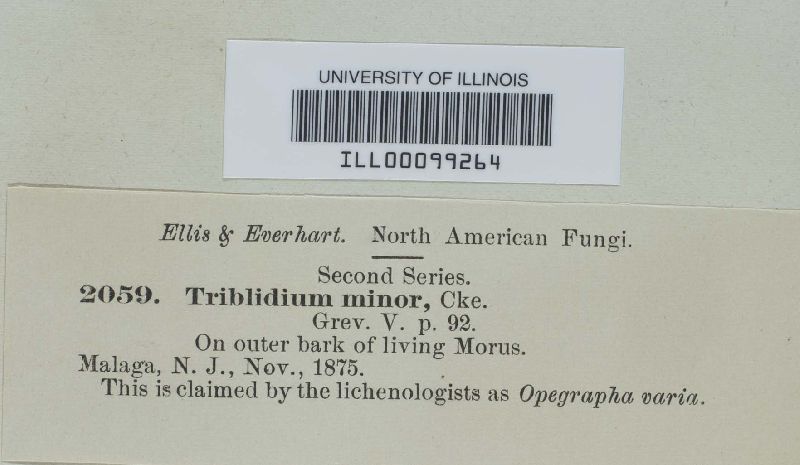 UNIVERSITY OF ILLINOIS
ILL00099264
Ellis & Everhart. North American Fungi.
Second Series.
2059. Triblidium minor, Cke.
Grev. V. p. 92.
On outer bark of living Morus.
Malaga, N. J., Nov., 1875.
This is claimed by the lichenologists as Opegrapha varia.